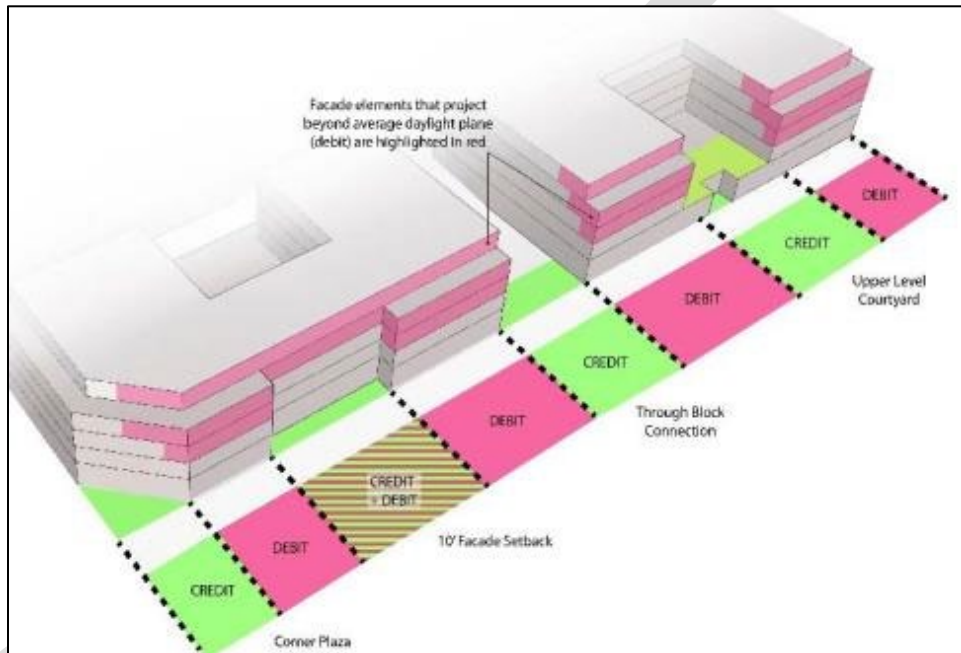 Facade elements that project
beyond average daylight plane
(debit) are highlighted in red
DEBIT
CREDIT
Upper Level
Courtyard
DEBIT
CREDIT
Through Block
Connection
DEBIT
CREDIT
+ DEBIT
10' Facade Setback
DEBIT
CREDIT
Corner Plaza